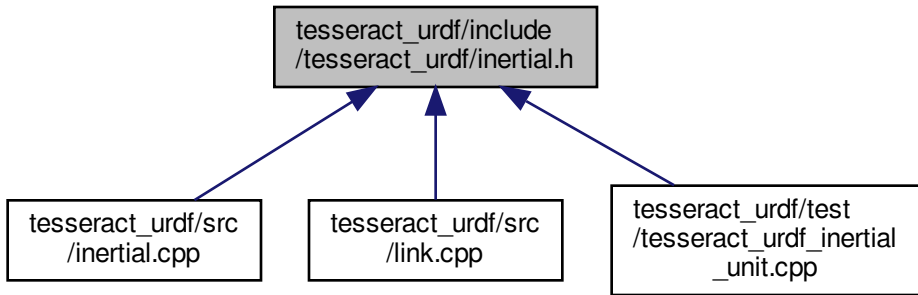 tesseract_urdf/include
/tesseract_urdf/inertial.h
tesseract_urdf/src
/inertial.cpp
tesseract_urdf/src
/link.cpp
tesseract_urdf/test
/tesseract_urdf_inertial
_unit.cpp